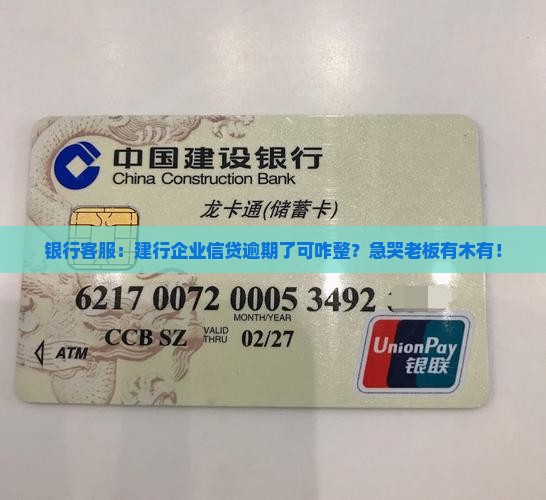 中国建设银行
China Construction Bank
龙卡通(储蓄卡)
银行客服：建行企业信贷逾期了可咋整？急哭老板有木有！
6217 0072 0005 3492
MONTH/YEAR
CCB SZ VALID THRU 02/27
ATM
UnionPay
银联